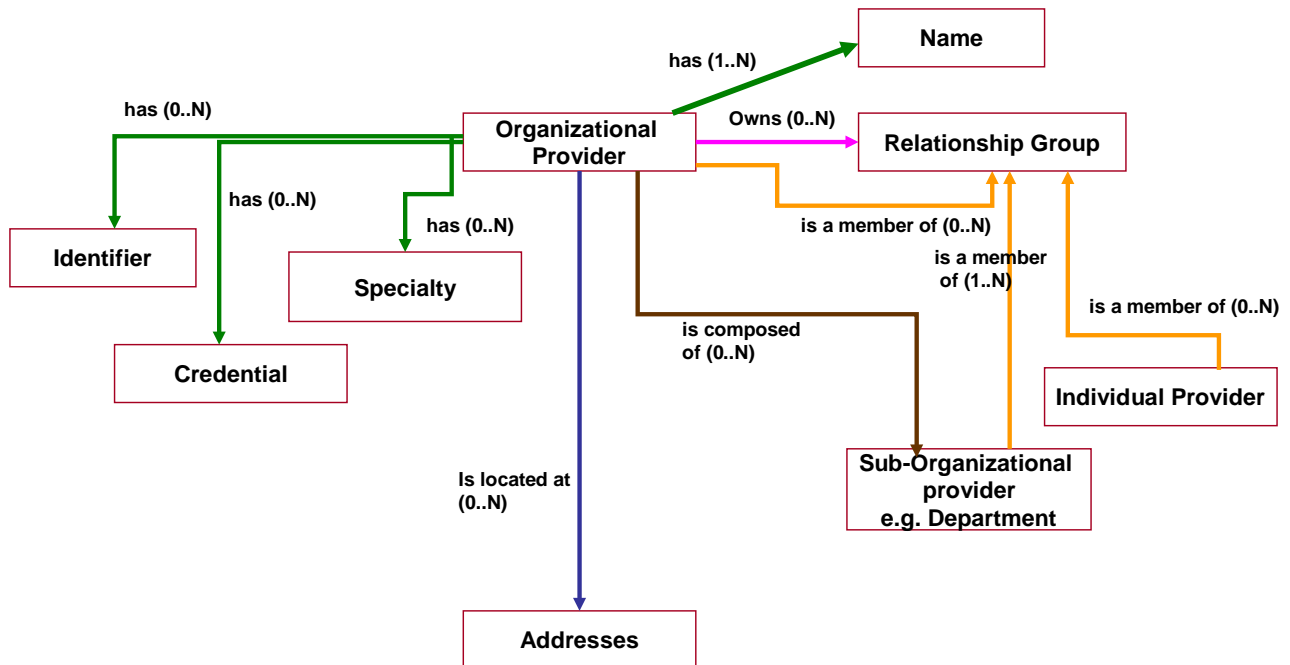 Name
has (1..N)
has (0..N)
Organizational
Provider
Owns (0..N)
Relationship Group
has (0..N)
has (0..N)
is a member of (0..N)
Identifier
Specialty
is a member
of (1..N)
is a member of (0..N)
is composed
of (0..N)
Credential
Individual Provider
Sub-Organizational
provider
e.g. Department
Is located at
(0..N)
Addresses